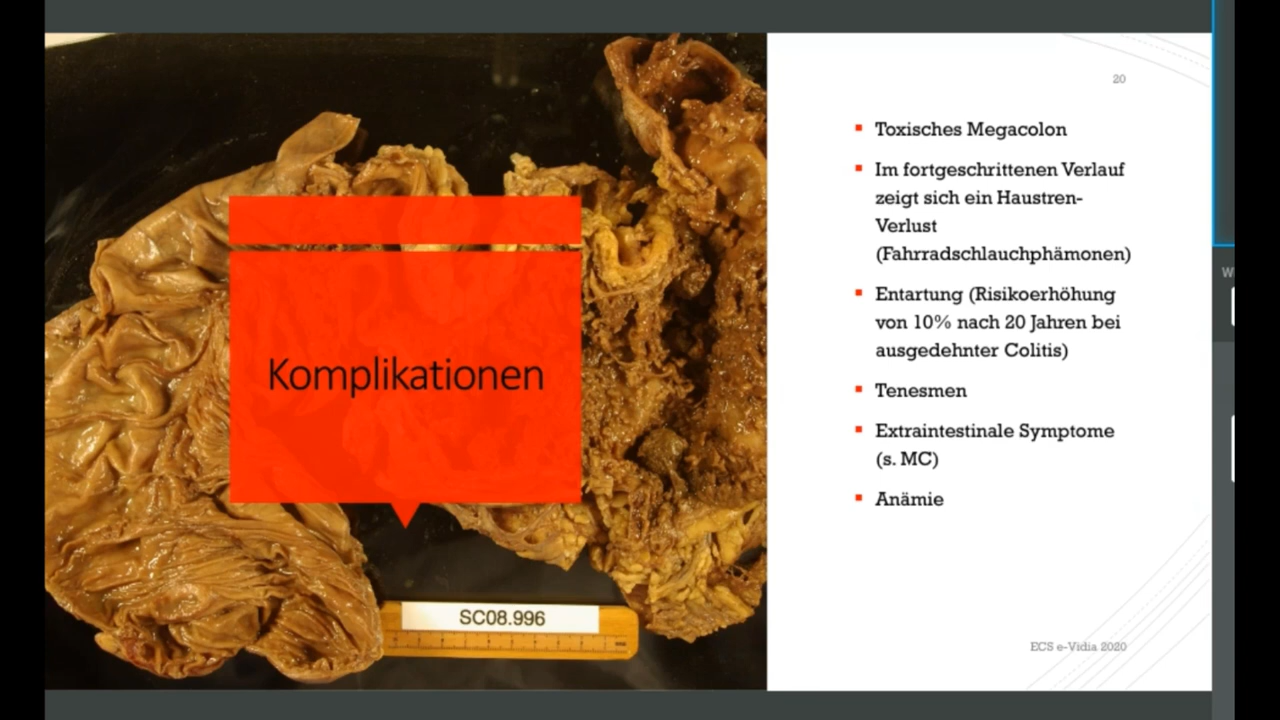 20
Toxisches Megacolon
Im fortgeschrittenen Verlauf
zeigt sich ein Haustren-
Verlust
(Fahrradschlauchphämonen)
Entartung (Risikoerhöhung
von 10% nach 20 Jahren bei
ausgedehnter Colitis)
Tenesmen
Extraintestinale Symptome
(s. MC)
Anämie
Komplikationen
SC08.996
ECS e-Vidia 2020